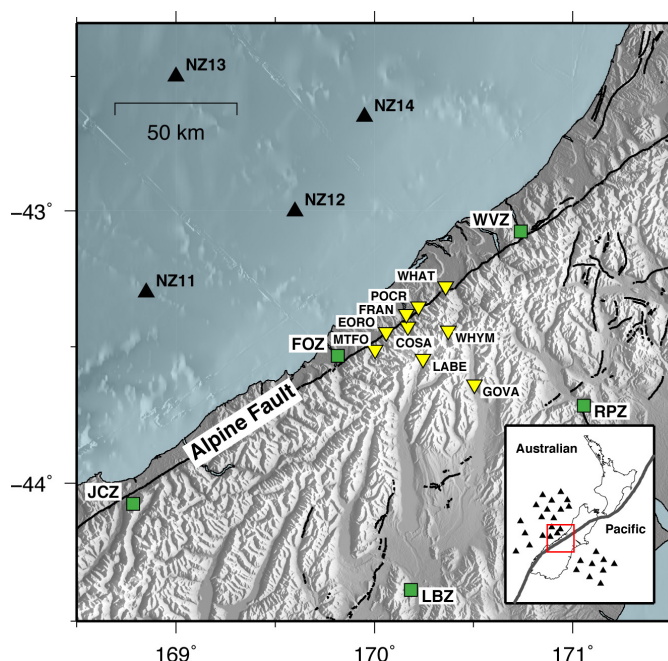 NZ13
NZ14
50 km
−43°
NZ12
WVZ
WHAT
NZ11
POCR
FRAN
EORO
FOZ
MTFO
COSA
WHYM
LABE
GOVA
Alpine Fault
RPZ
Australian
−44°
JCZ
Pacific
LBZ
169°
170°
171°